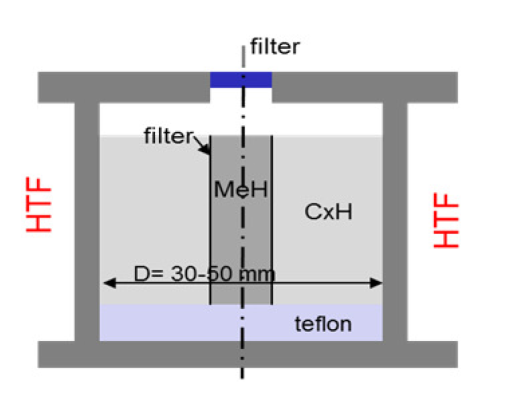 filter
filter
MeH
CxH
HTF
HTF
D= 30-50 mm
teflon